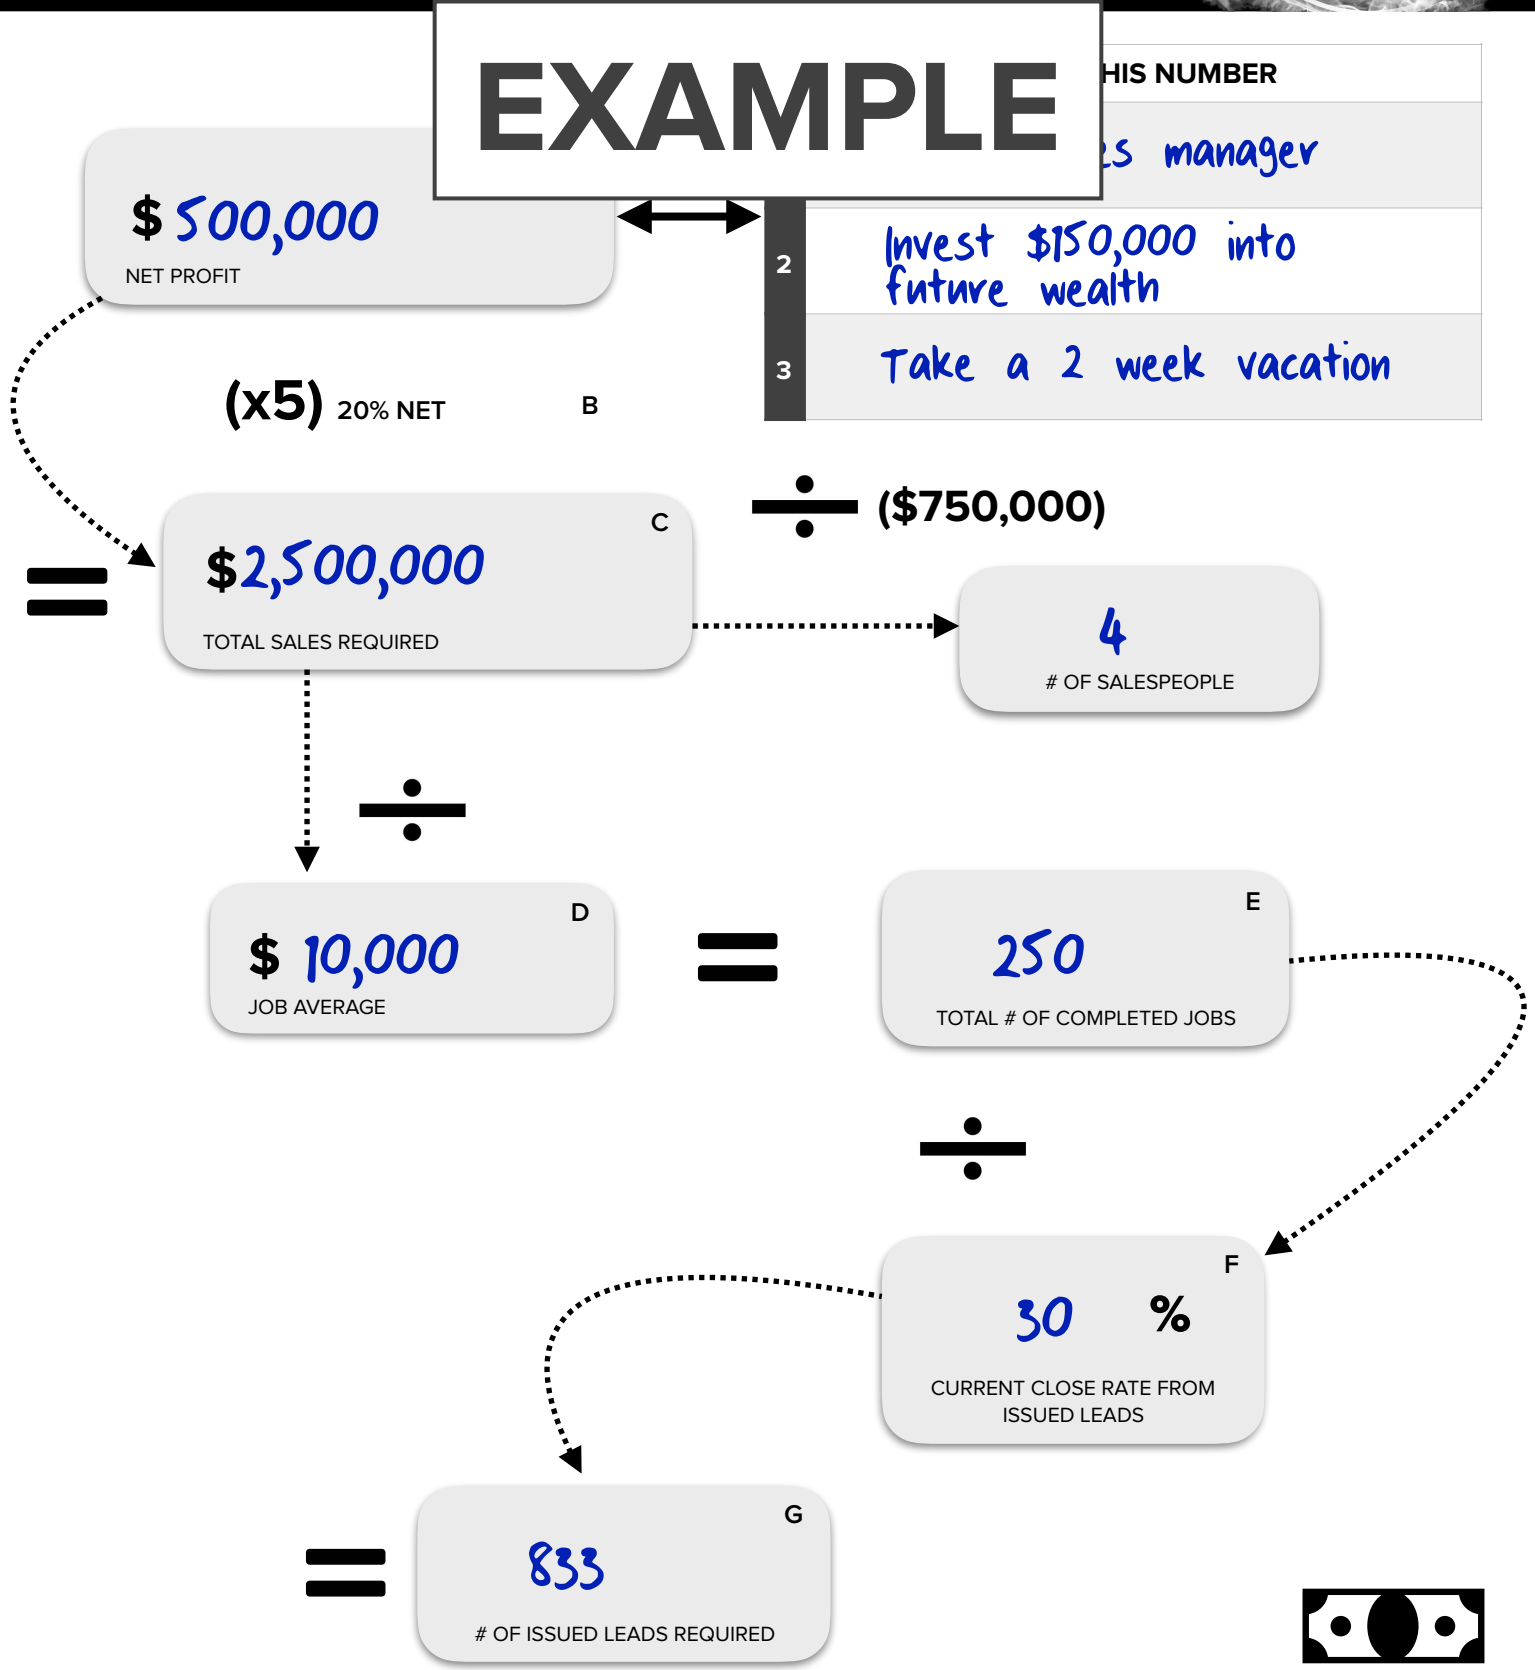 EXAMPLE
HIS NUMBER
es manager
$ 500,000
NET PROFIT
2
Invest $150,000 into
future wealth
3
Take a 2 week vacation
(x5) 20% NET
B
÷ ($750,000)
C
= $2,500,000
TOTAL SALES REQUIRED
4
# OF SALESPEOPLE
÷
D
$ 10,000
JOB AVERAGE
=
E
250
TOTAL # OF COMPLETED JOBS
÷
F
30 %
CURRENT CLOSE RATE FROM
ISSUED LEADS
G
= 833
# OF ISSUED LEADS REQUIRED